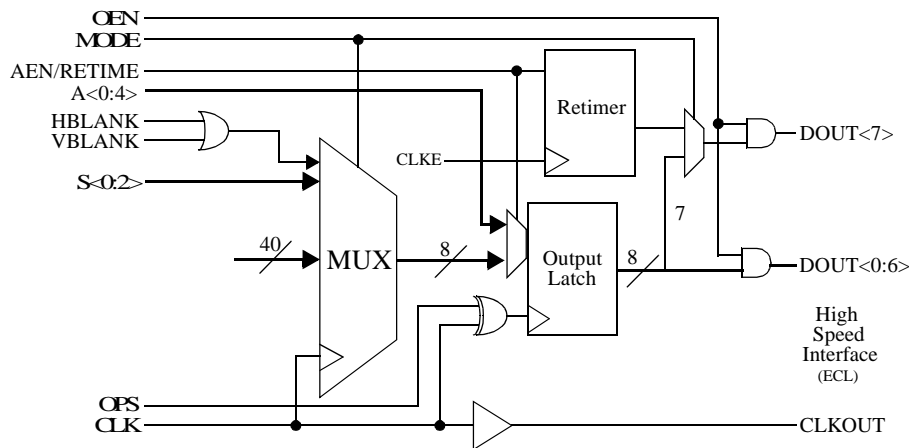 OEN
MODE
AEN/RETIME
A<0:4>
HBLANK
VBLANK
S<0:2>
CLKE
Retimer
DOUT<7>
7
40
MUX
8
Output
Latch
8
DOUT<0:6>
High
Speed
Interface
(ECL)
OPS
CLK
CLKOUT